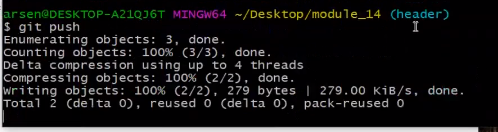 arsen@DESKTOP-A21QJ6T MINGW64 ~/Desktop/module_14 (header)
$ git push
Enumerating objects: 3, done.
Counting objects: 100% (3/3), done.
Delta compression using up to 4 threads
Compressing objects: 100% (2/2), done.
Writing objects: 100% (2/2), 279 bytes | 279.00 KiB/s, done.
Total 2 (delta 0), reused 0 (delta 0), pack-reused 0